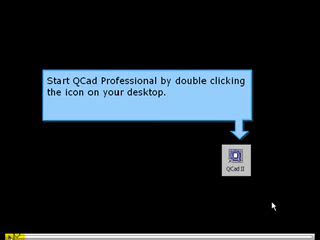 Start QCad Professional by double clicking
the icon on your desktop.
QCad II